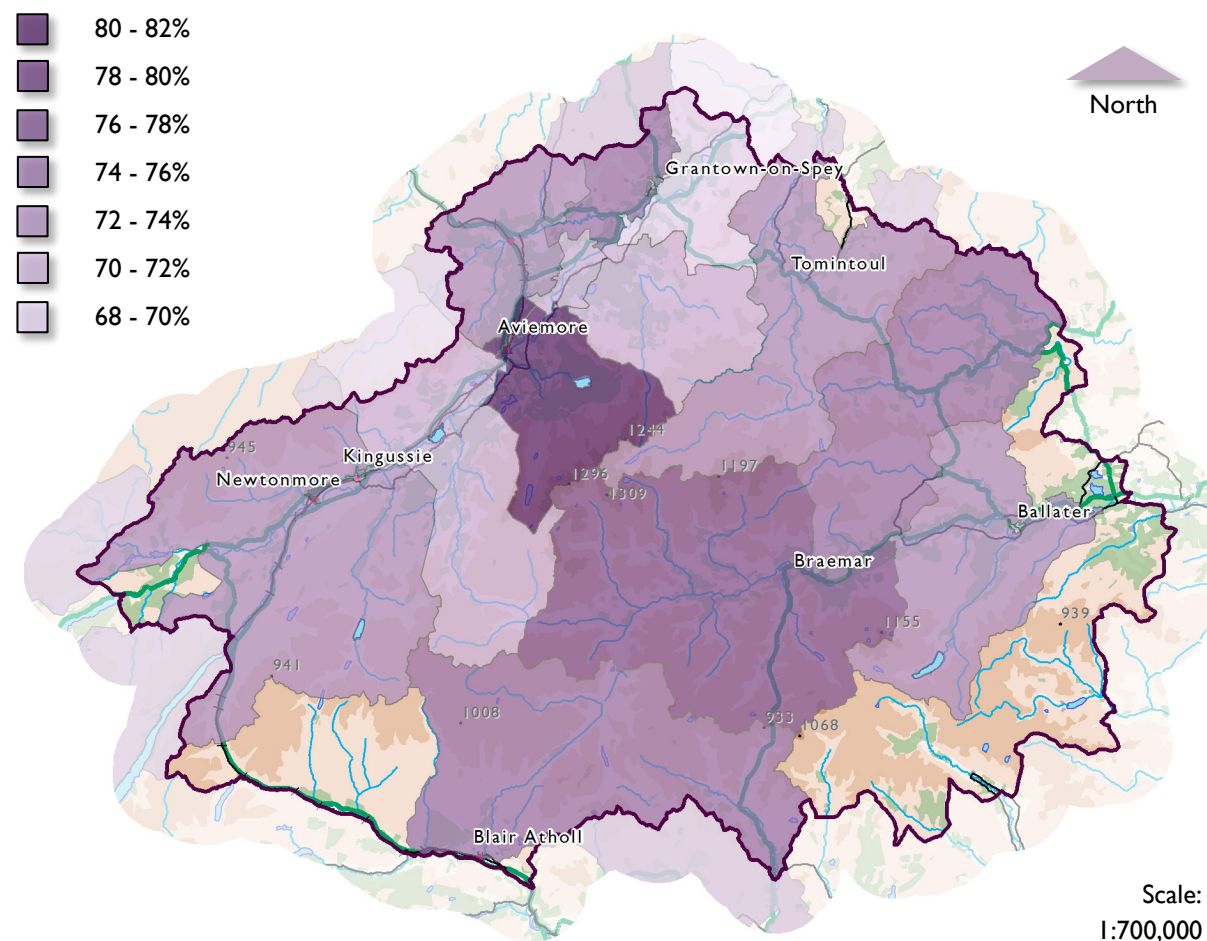 80 - 82%
78 - 80%
76 - 78%
74 - 76%
72 - 74%
70 - 72%
68 - 70%
North
Grantown-on-Spey
Tomintoul
Aviemore
1244
945
Kingussie
1197
1296
Newtonmore
1309
Ballater
Braemar
939
1155
941
1008
933
1068
Blair Atholl
Scale:
1:700,000